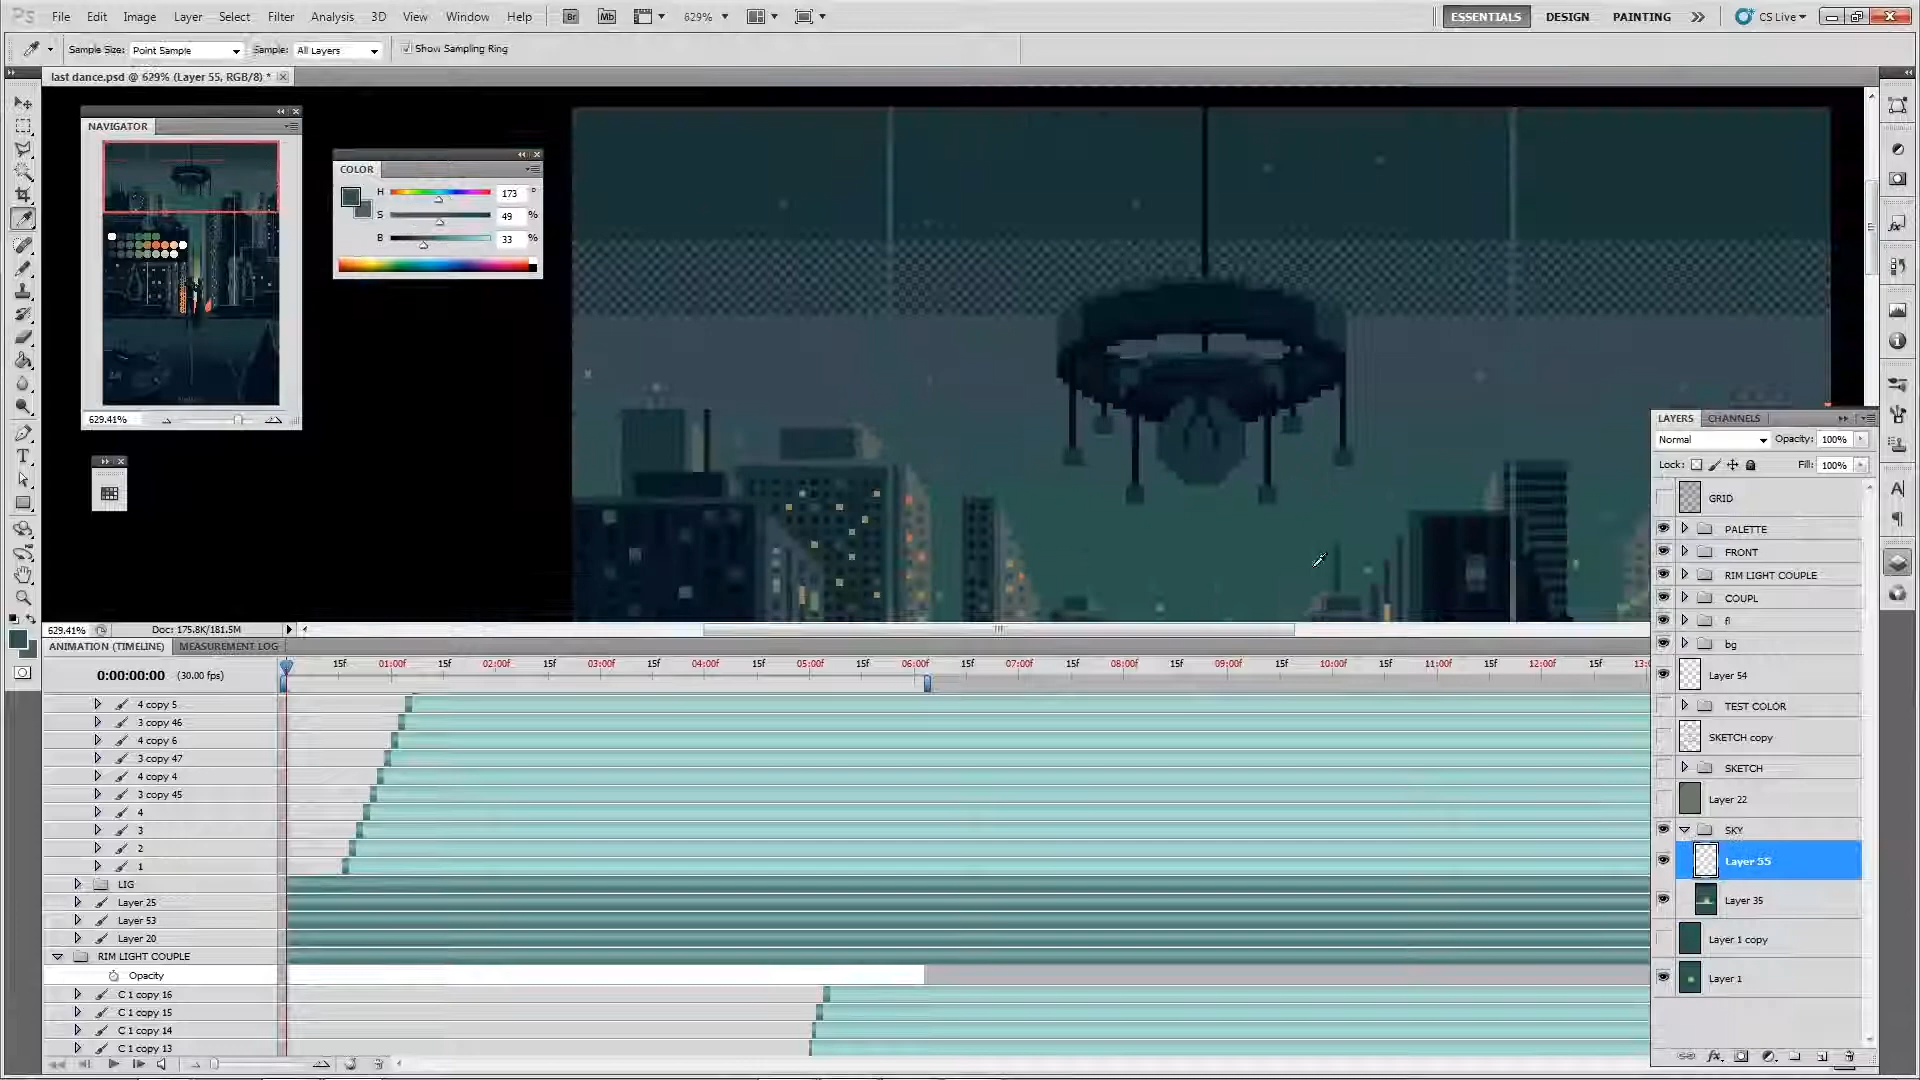 Ps File Edit Image Layer Select Filter Analysis 3D View Window Help Br Mb 629% ESSENTIALS DESIGN PAINTING CS Live
Sample Size: Point Sample Sample: All Layers Show Sampling Ring
last dance.psd @ 629% (Layer 55, RGB/8) *
NAVIGATOR
629.41%
COLOR
H 173 °
S 49 %
B 33 %
LAYERS CHANNELS
Normal Opacity: 100%
Lock: Fill: 100%
GRID
PALETTE
FRONT
RIM LIGHT COUPLE
COUPL
fl
bg
Layer 54
TEST COLOR
SKETCH copy
SKETCH
Layer 22
SKY
Layer 55
Layer 35
Layer 1 copy
Layer 1
fx
629.41% Doc: 175.8K/181.5M
ANIMATION (TIMELINE) MEASUREMENT LOG
0:00:00:00 (30.00 fps)
15f 01:00f 15f 02:00f 15f 03:00f 15f 04:00f 15f 05:00f 15f 06:00f 15f 07:00f 15f 08:00f 15f 09:00f 15f 10:00f 15f 11:00f 15f 12:00f 15f
4 copy 5
3 copy 46
4 copy 6
3 copy 47
4 copy 4
3 copy 45
4
3
2
1
LIG
Layer 25
Layer 53
Layer 20
RIM LIGHT COUPLE
Opacity
C 1 copy 16
C 1 copy 15
C 1 copy 14
C 1 copy 13